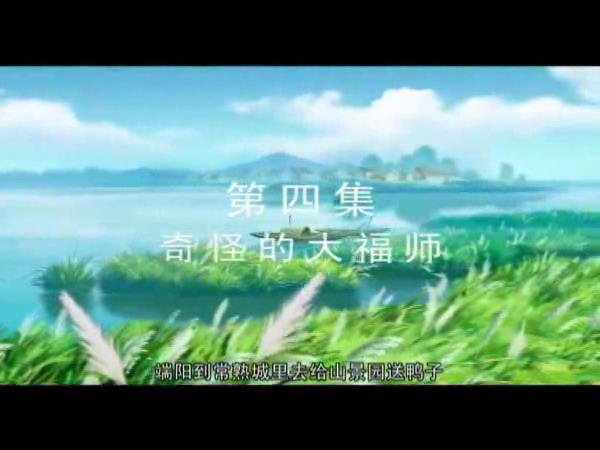 第四集
奇怪的大福师
端阳到常熟城里去给山景园送鸭子